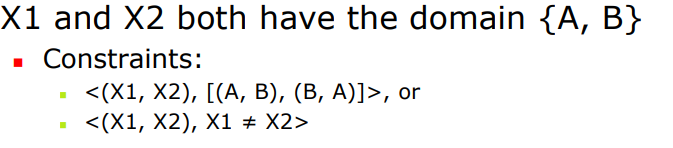 X1 and X2 both have the domain {A, B}
Constraints:
<(X1, X2), [(A, B), (B, A)]>, or
<(X1, X2), X1 ≠ X2>